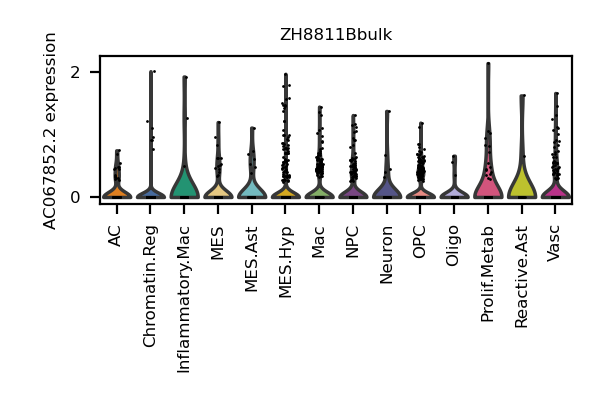 ZH8811Bbulk
AC067852.2 expression
2
0
AC
Chromatin.Reg
Inflammatory.Mac
MES
MES.Ast
MES.Hyp
Mac
NPC
Neuron
OPC
Oligo
Prolif.Metab
Reactive.Ast
Vasc